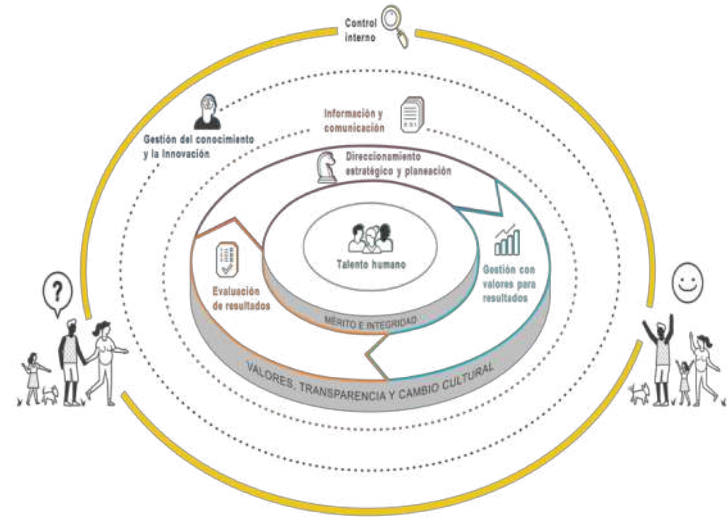 Control
interno
Gestión del conocimiento
y la Innovación
Información y
comunicación
Direccionamiento
estratégico y planeación
Talento humano
Gestión con
valores para
resultados
Evaluación
de resultados
MÉRITO E INTEGRIDAD
VALORES, TRANSPARENCIA Y CAMBIO CULTURAL
?